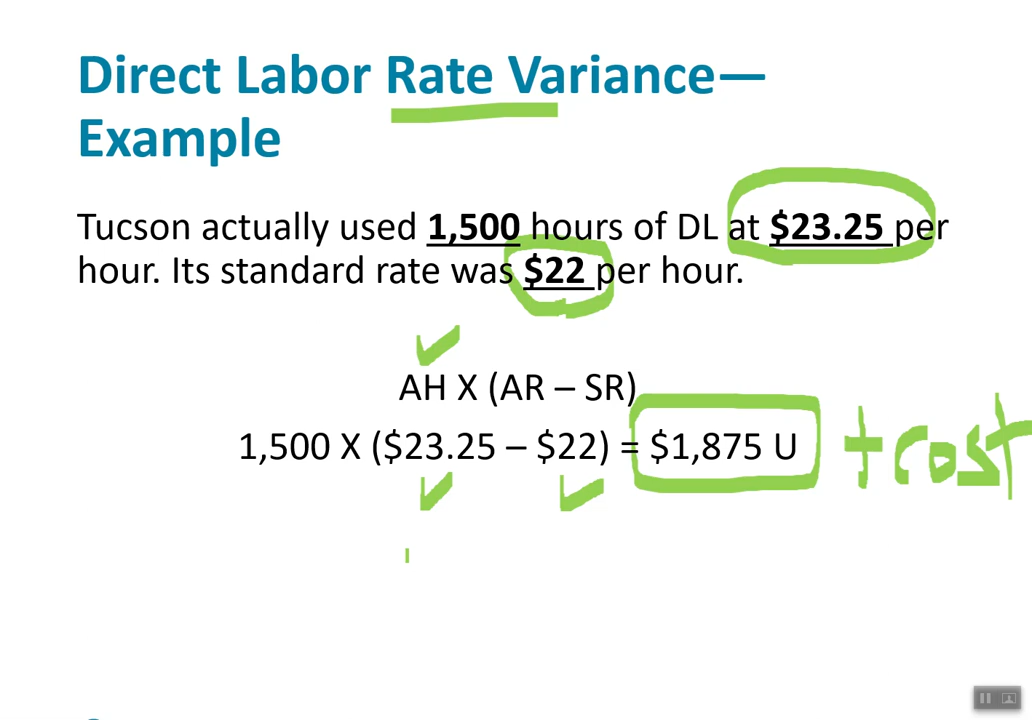 Direct Labor Rate Variance—
Example
Tucson actually used 1,500 hours of DL at $23.25 per
hour. Its standard rate was $22 per hour.
AH X (AR – SR)
1,500 X ($23.25 – $22) = $1,875 U
+ cost